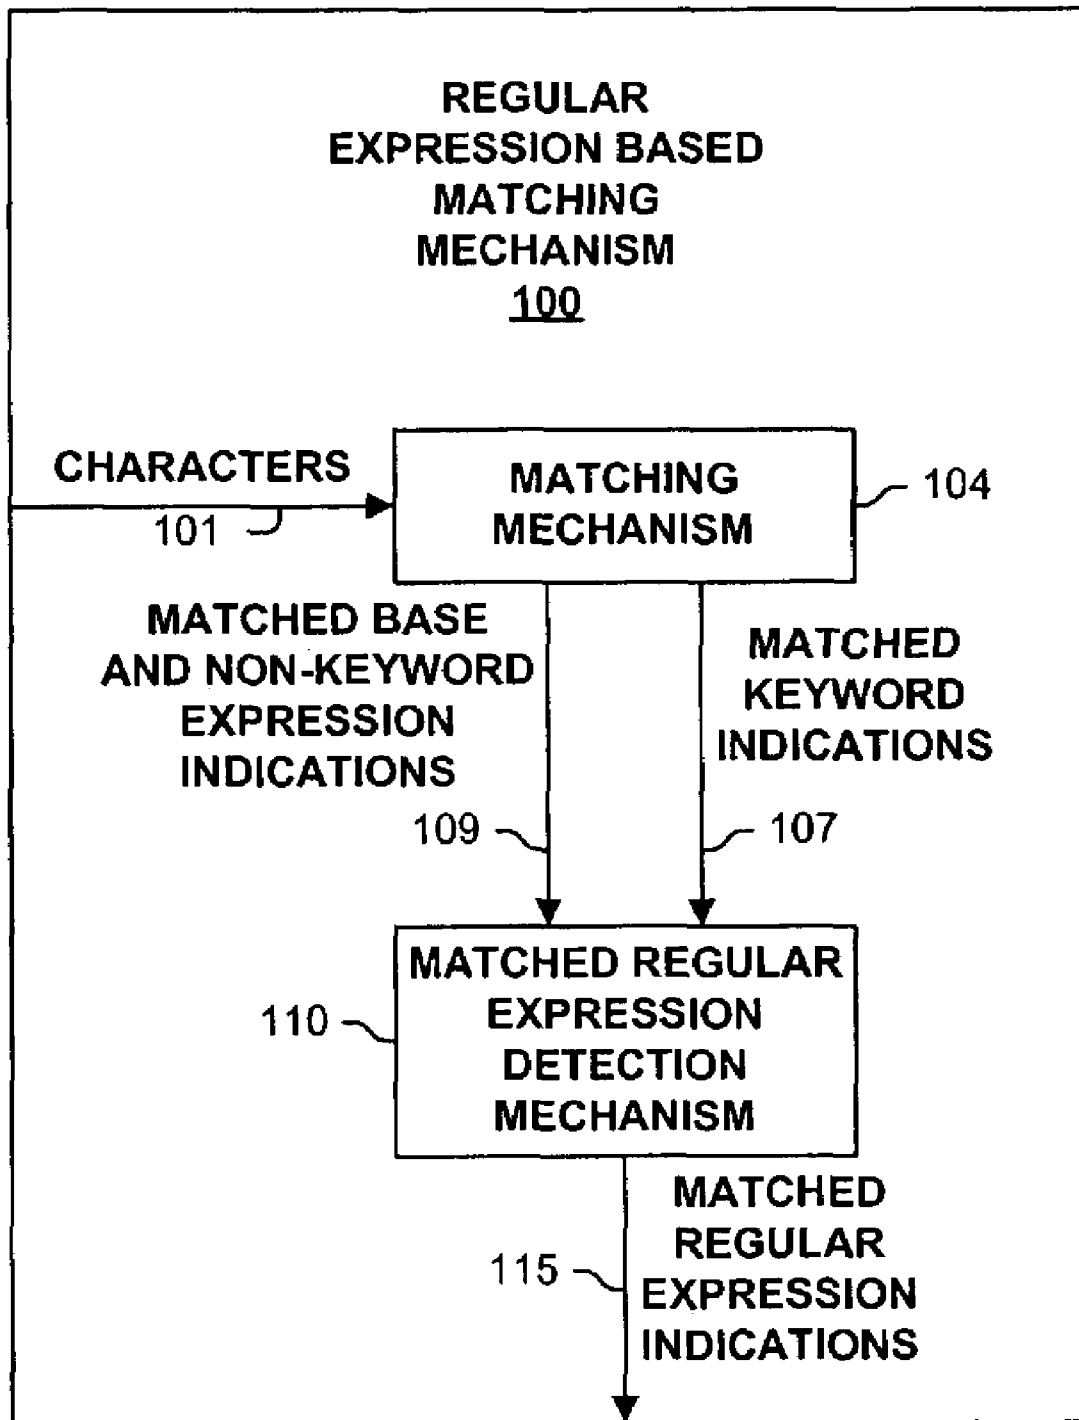 REGULAR
EXPRESSION BASED
MATCHING
MECHANISM
100
CHARACTERS
101
MATCHING
MECHANISM
104
MATCHED BASE
AND NON-KEYWORD
EXPRESSION
INDICATIONS
MATCHED
KEYWORD
INDICATIONS
109
107
MATCHED REGULAR
EXPRESSION
DETECTION
MECHANISM
110
MATCHED
REGULAR
EXPRESSION
INDICATIONS
115